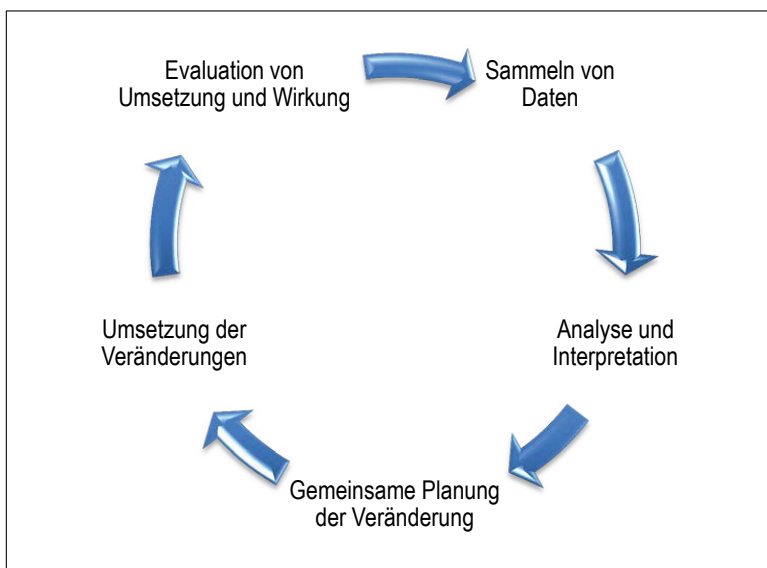 Evaluation von
Umsetzung und Wirkung
Sammeln von
Daten
Analyse und
Interpretation
Gemeinsame Planung
der Veränderung
Umsetzung der
Veränderungen